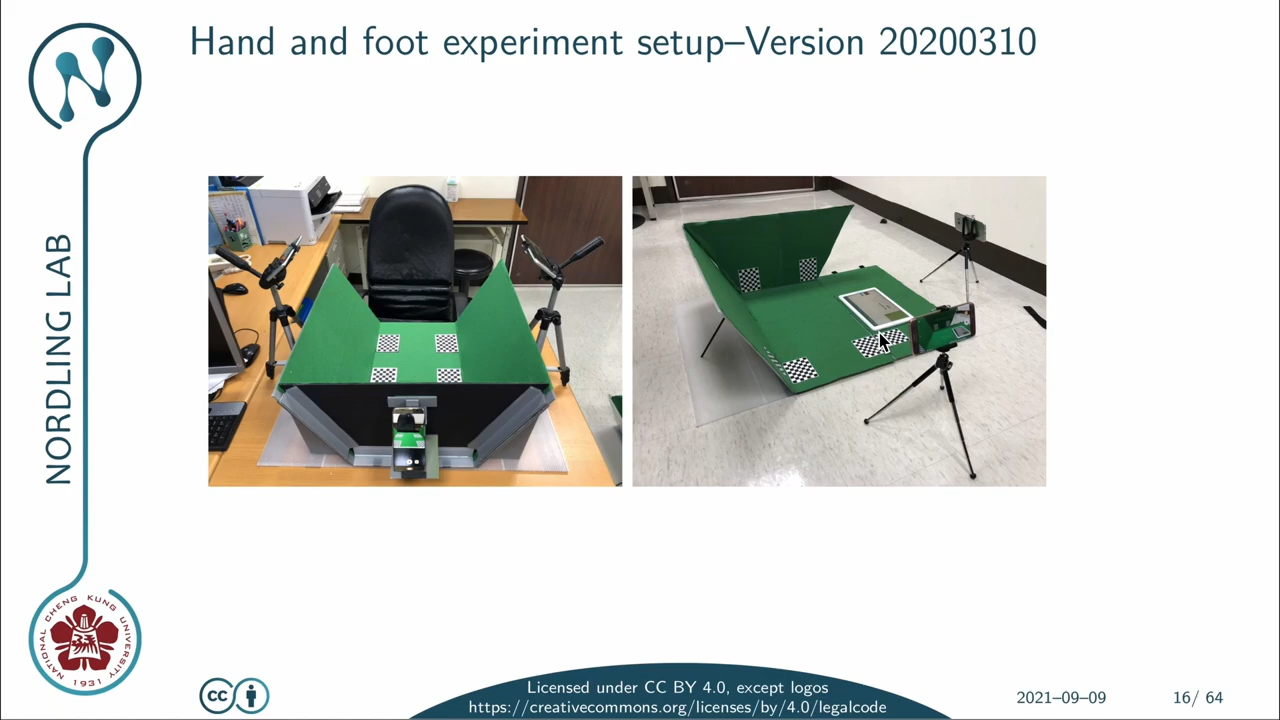 Hand and foot experiment setup–Version 20200310
NORDLING LAB
NATIONAL CHENG KUNG UNIVERSITY
1931
cc
Licensed under CC BY 4.0, except logos
https://creativecommons.org/licenses/by/4.0/legalcode
2021–09–09
16/ 64